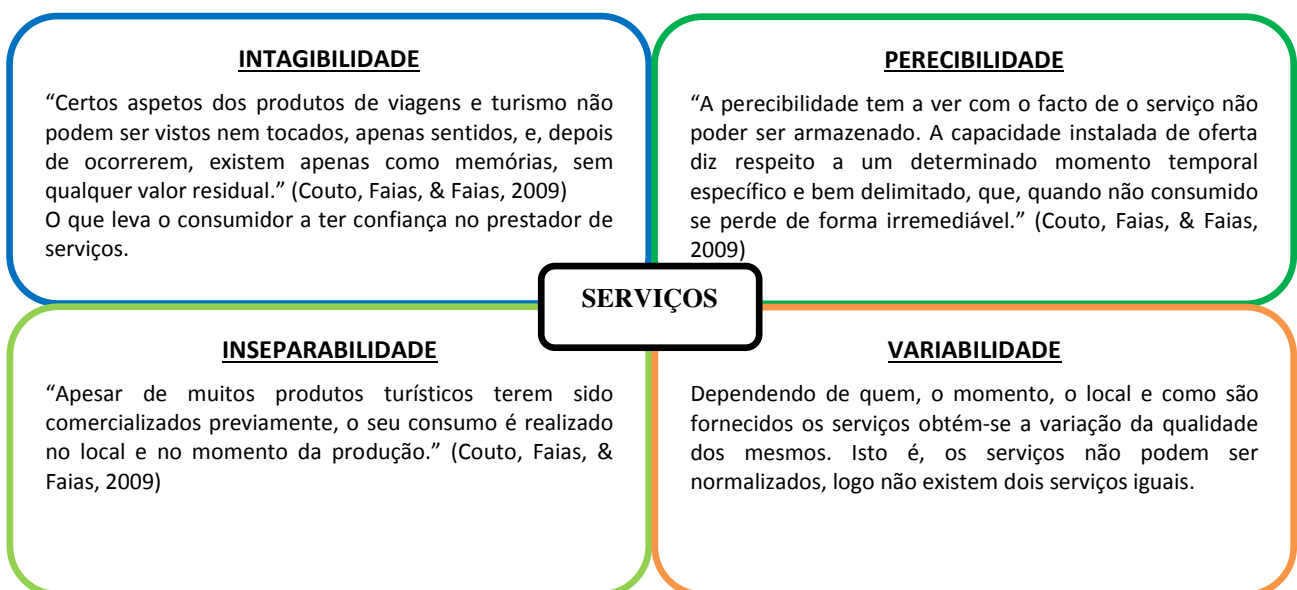 INTAGIBILIDADE
“Certos aspetos dos produtos de viagens e turismo não
podem ser vistos nem tocados, apenas sentidos, e, depois
de ocorrerem, existem apenas como memórias, sem
qualquer valor residual.” (Couto, Faias, & Faias, 2009)
O que leva o consumidor a ter confiança no prestador de
serviços.
PERECIBILIDADE
“A perecibilidade tem a ver com o facto de o serviço não
poder ser armazenado. A capacidade instalada de oferta
diz respeito a um determinado momento temporal
específico e bem delimitado, que, quando não consumido
se perde de forma irremediável.” (Couto, Faias, & Faias,
2009)
SERVIÇOS
INSEPARABILIDADE
“Apesar de muitos produtos turísticos terem sido
comercializados previamente, o seu consumo é realizado
no local e no momento da produção.” (Couto, Faias, &
Faias, 2009)
VARIABILIDADE
Dependendo de quem, o momento, o local e como são
fornecidos os serviços obtém-se a variação da qualidade
dos mesmos. Isto é, os serviços não podem ser
normalizados, logo não existem dois serviços iguais.